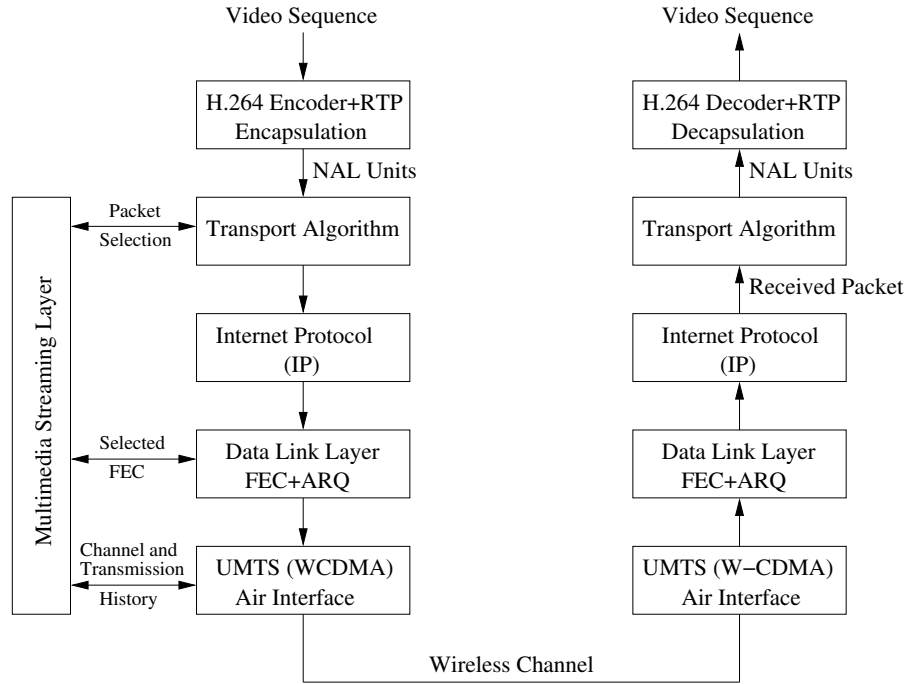 Video Sequence
H.264 Encoder+RTP
Encapsulation
NAL Units
Transport Algorithm
Internet Protocol
(IP)
Data Link Layer
FEC+ARQ
UMTS (WCDMA)
Air Interface
Multimedia Streaming Layer
Packet
Selection
Selected
FEC
Channel and
Transmission
History
Wireless Channel
Video Sequence
H.264 Decoder+RTP
Decapsulation
NAL Units
Transport Algorithm
Received Packet
Internet Protocol
(IP)
Data Link Layer
FEC+ARQ
UMTS (W−CDMA)
Air Interface